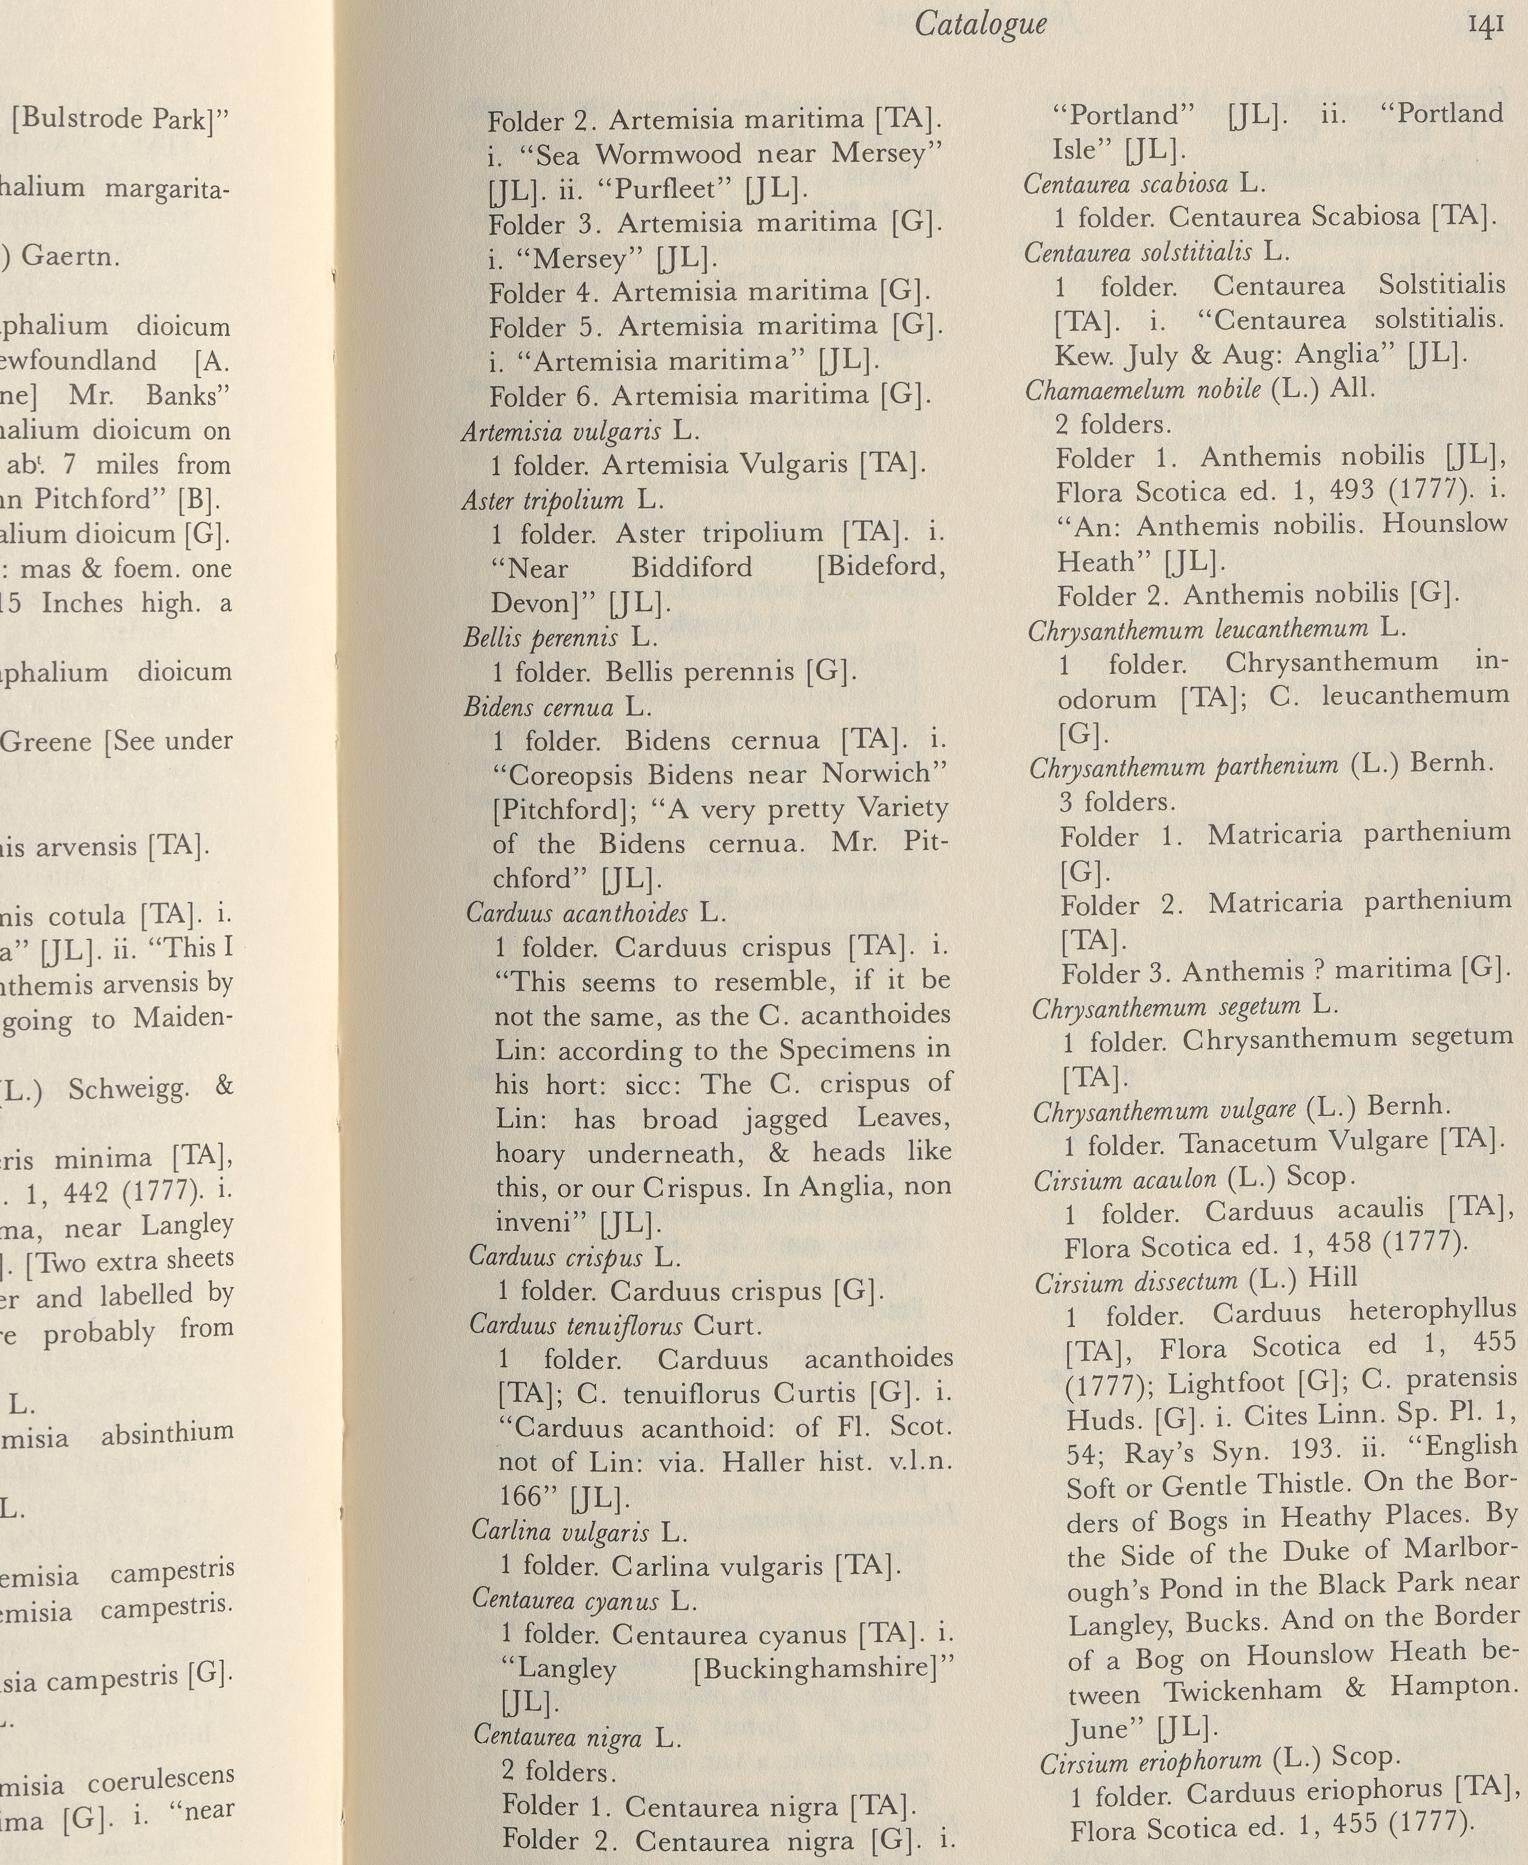 [Bulstrode Park]”
halium margarita-
) Gaertn.
phalium dioicum
ewfoundland [A.
ne] Mr. Banks”
nalium dioicum on
abt. 7 miles from
nn Pitchford” [B].
alium dioicum [G].
: mas & foem. one
15 Inches high. a
phalium dioicum
Greene [See under
nis arvensis [TA].
mis cotula [TA]. i.
a” [JL]. ii. “This I
nthemis arvensis by
going to Maiden-
(L.) Schweigg. &
eris minima [TA],
. 1, 442 (1777). i.
ma, near Langley
]. [Two extra sheets
er and labelled by
re probably from
L.
misia absinthium
L.
emisia campestris
emisia campestris.
sia campestris [G].
L.
misia coerulescens
ima [G]. i. “near
Catalogue 141
Folder 2. Artemisia maritima [TA].
i. “Sea Wormwood near Mersey”
[JL]. ii. “Purfleet” [JL].
Folder 3. Artemisia maritima [G].
i. “Mersey” [JL].
Folder 4. Artemisia maritima [G].
Folder 5. Artemisia maritima [G].
i. “Artemisia maritima” [JL].
Folder 6. Artemisia maritima [G].
Artemisia vulgaris L.
1 folder. Artemisia Vulgaris [TA].
Aster tripolium L.
1 folder. Aster tripolium [TA]. i.
“Near Biddiford [Bideford,
Devon]” [JL].
Bellis perennis L.
1 folder. Bellis perennis [G].
Bidens cernua L.
1 folder. Bidens cernua [TA]. i.
“Coreopsis Bidens near Norwich”
[Pitchford]; “A very pretty Variety
of the Bidens cernua. Mr. Pit-
chford” [JL].
Carduus acanthoides L.
1 folder. Carduus crispus [TA]. i.
“This seems to resemble, if it be
not the same, as the C. acanthoides
Lin: according to the Specimens in
his hort: sicc: The C. crispus of
Lin: has broad jagged Leaves,
hoary underneath, & heads like
this, or our Crispus. In Anglia, non
inveni” [JL].
Carduus crispus L.
1 folder. Carduus crispus [G].
Carduus tenuiflorus Curt.
1 folder. Carduus acanthoides
[TA]; C. tenuiflorus Curtis [G]. i.
“Carduus acanthoid: of Fl. Scot.
not of Lin: via. Haller hist. v.l.n.
166” [JL].
Carlina vulgaris L.
1 folder. Carlina vulgaris [TA].
Centaurea cyanus L.
1 folder. Centaurea cyanus [TA]. i.
“Langley [Buckinghamshire]”
[JL].
Centaurea nigra L.
2 folders.
Folder 1. Centaurea nigra [TA].
Folder 2. Centaurea nigra [G]. i.
“Portland” [JL]. ii. “Portland
Isle” [JL].
Centaurea scabiosa L.
1 folder. Centaurea Scabiosa [TA].
Centaurea solstitialis L.
1 folder. Centaurea Solstitialis
[TA]. i. “Centaurea solstitialis.
Kew. July & Aug: Anglia” [JL].
Chamaemelum nobile (L.) All.
2 folders.
Folder 1. Anthemis nobilis [JL],
Flora Scotica ed. 1, 493 (1777). i.
“An: Anthemis nobilis. Hounslow
Heath” [JL].
Folder 2. Anthemis nobilis [G].
Chrysanthemum leucanthemum L.
1 folder. Chrysanthemum in-
odorum [TA]; C. leucanthemum
[G].
Chrysanthemum parthenium (L.) Bernh.
3 folders.
Folder 1. Matricaria parthenium
[G].
Folder 2. Matricaria parthenium
[TA].
Folder 3. Anthemis ? maritima [G].
Chrysanthemum segetum L.
1 folder. Chrysanthemum segetum
[TA].
Chrysanthemum vulgare (L.) Bernh.
1 folder. Tanacetum Vulgare [TA].
Cirsium acaulon (L.) Scop.
1 folder. Carduus acaulis [TA],
Flora Scotica ed. 1, 458 (1777).
Cirsium dissectum (L.) Hill
1 folder. Carduus heterophyllus
[TA], Flora Scotica ed 1, 455
(1777); Lightfoot [G]; C. pratensis
Huds. [G]. i. Cites Linn. Sp. Pl. 1,
54; Ray’s Syn. 193. ii. “English
Soft or Gentle Thistle. On the Bor-
ders of Bogs in Heathy Places. By
the Side of the Duke of Marlbor-
ough’s Pond in the Black Park near
Langley, Bucks. And on the Border
of a Bog on Hounslow Heath be-
tween Twickenham & Hampton.
June” [JL].
Cirsium eriophorum (L.) Scop.
1 folder. Carduus eriophorus [TA],
Flora Scotica ed. 1, 455 (1777).